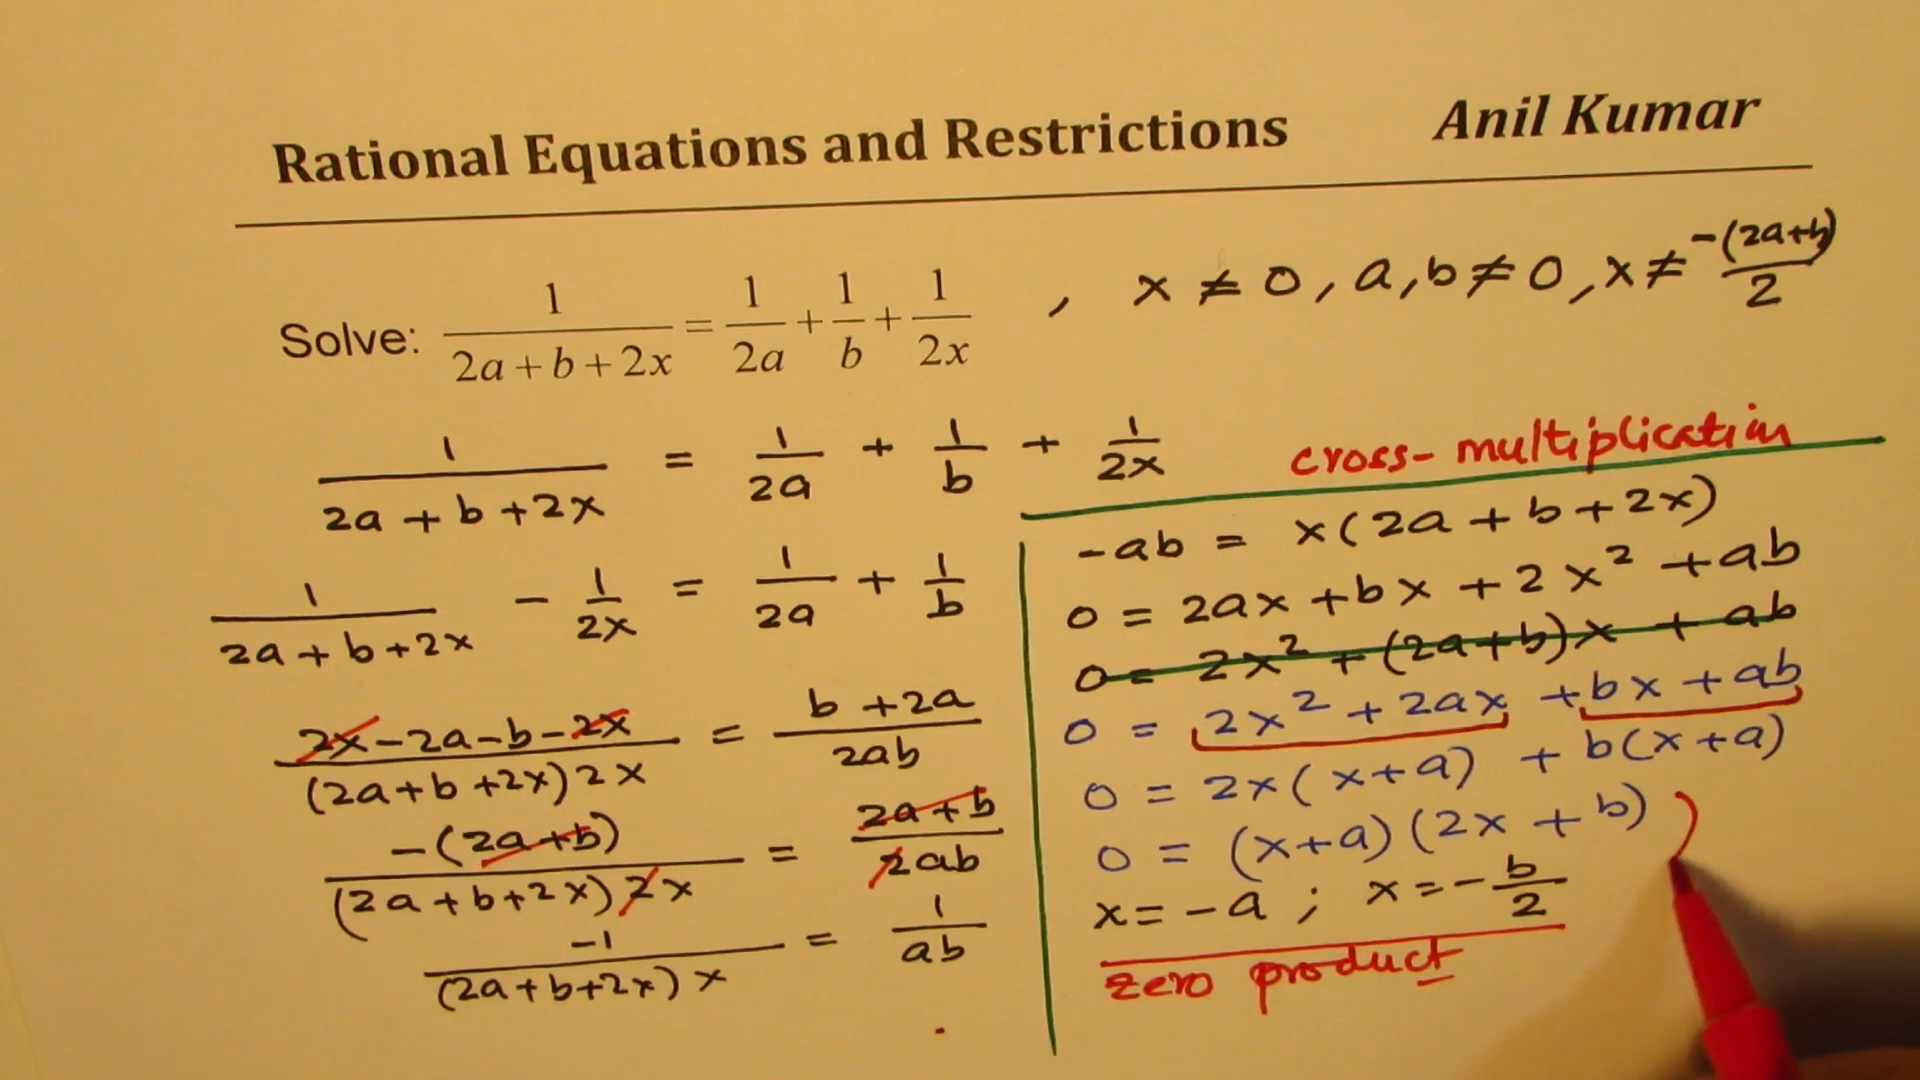 Rational Equations and Restrictions Anil Kumar
Solve: 1/(2a + b + 2x) = 1/2a + 1/b + 1/2x , x ≠ 0, a, b ≠ 0, x ≠ -(2a+b)/2
1/(2a + b + 2x) = 1/2a + 1/b + 1/2x
1/(2a + b + 2x) - 1/2x = 1/2a + 1/b
(2x - 2a - b - 2x)/((2a + b + 2x) 2x) = (b + 2a)/2ab
-(2a + b)/((2a + b + 2x) 2x) = (2a + b)/2ab
-1/((2a + b + 2x) x) = 1/ab
cross-multiplication
-ab = x(2a + b + 2x)
0 = 2ax + bx + 2x² + ab
0 = 2x² + (2a+b)x + ab
0 = 2x² + 2ax + bx + ab
0 = 2x(x+a) + b(x+a)
0 = (x+a)(2x + b)
x = -a ; x = -b/2
zero product